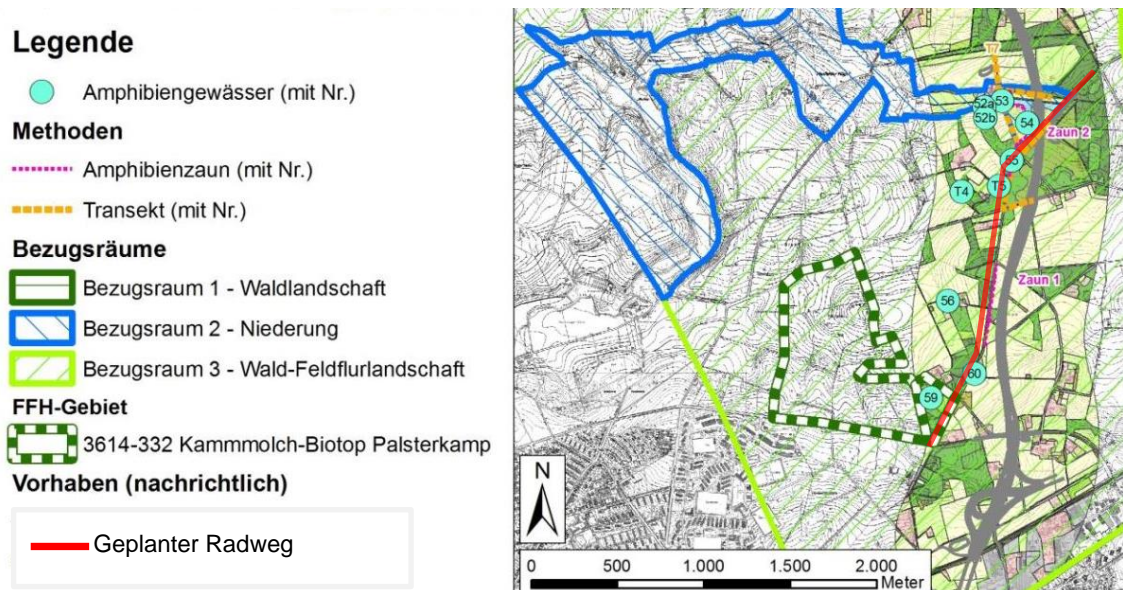 Legende
Amphibiengewässer (mit Nr.)
Methoden
Amphibienzaun (mit Nr.)
Transekt (mit Nr.)
Bezugsräume
Bezugsraum 1 - Waldlandschaft
Bezugsraum 2 - Niederung
Bezugsraum 3 - Wald-Feldflurlandschaft
FFH-Gebiet
3614-332 Kammmolch-Biotop Palsterkamp
Vorhaben (nachrichtlich)
Geplanter Radweg
T7
52a
53
52b
54
Zaun 2
55
T4
T5
Zaun 1
56
60
59
N
0 500 1.000 1.500 2.000
Meter